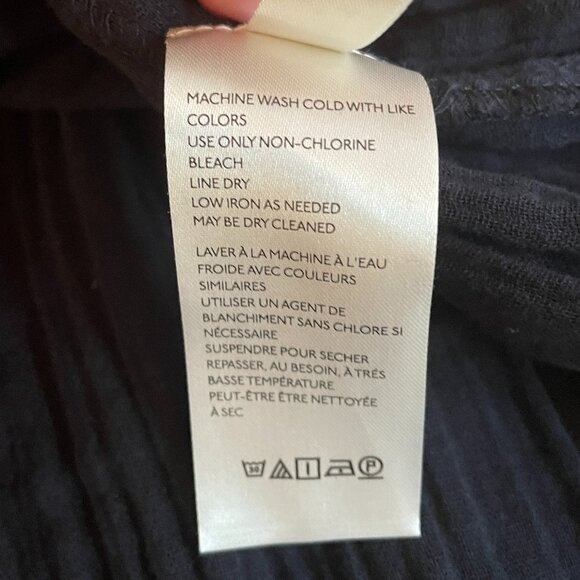 MACHINE WASH COLD WITH LIKE
COLORS
USE ONLY NON-CHLORINE
BLEACH
LINE DRY
LOW IRON AS NEEDED
MAY BE DRY CLEANED
LAVER À LA MACHINE À L'EAU
FROIDE AVEC COULEURS
SIMILAIRES
UTILISER UN AGENT DE
BLANCHIMENT SANS CHLORE SI
NÉCESSAIRE
SUSPENDRE POUR SECHER
REPASSER, AU BESOIN, À TRÉS
BASSE TEMPÉRATURE
PEUT-ÊTRE ÊTRE NETTOYÉE
À SEC
30 P